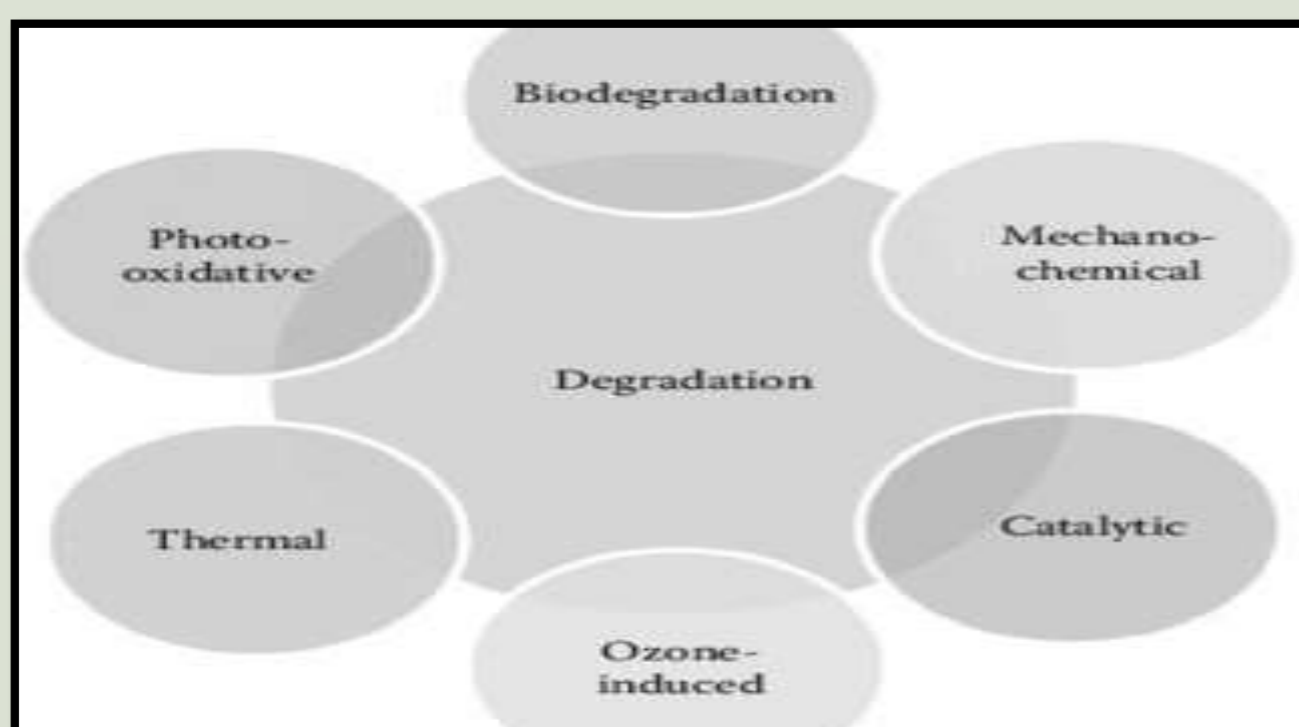 Biodegradation
Photo-
oxidative
Mechano-
chemical
Degradation
Thermal
Catalytic
Ozone-
induced